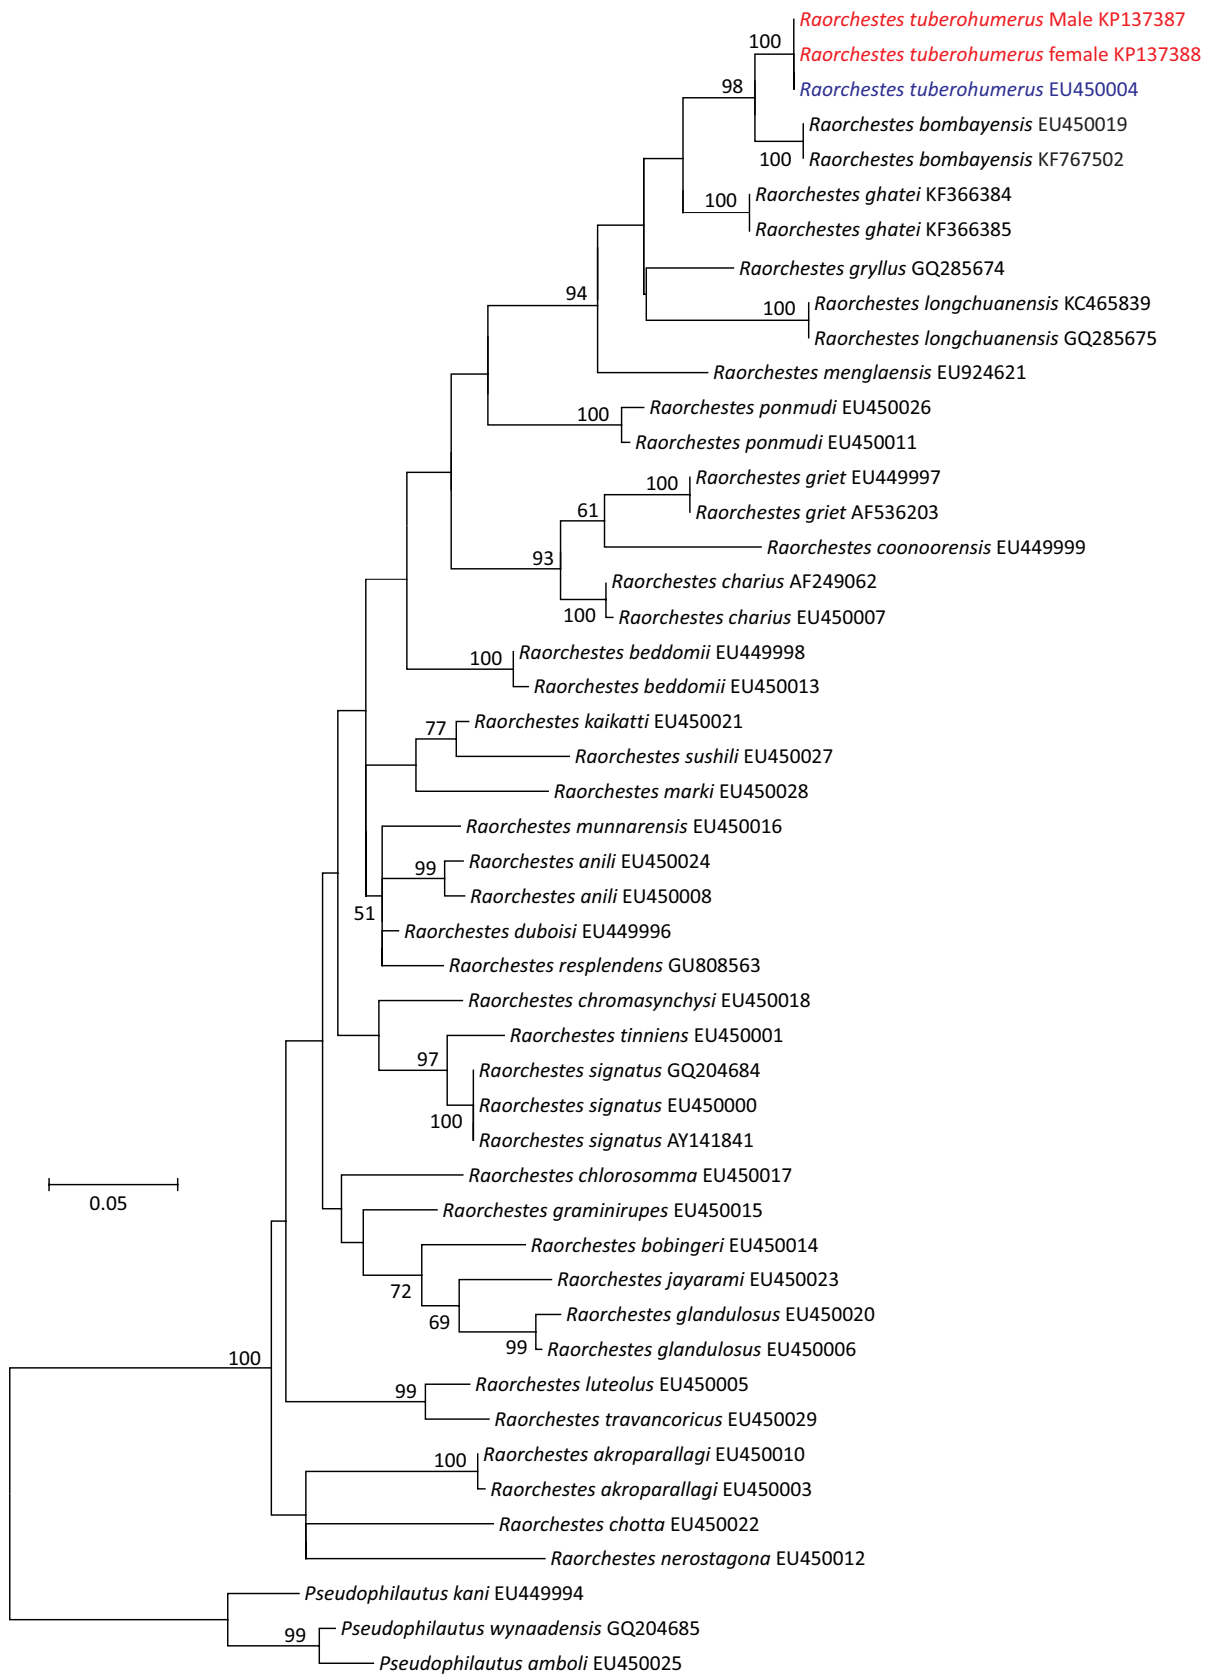 Raorchestes tuberohumerus Male KP137387
100
Raorchestes tuberohumerus female KP137388
98
Raorchestes tuberohumerus EU450004
Raorchestes bombayensis EU450019
100
Raorchestes bombayensis KF767502
100
Raorchestes ghatei KF366384
Raorchestes ghatei KF366385
Raorchestes gryllus GQ285674
94
100
Raorchestes longchuanensis KC465839
Raorchestes longchuanensis GQ285675
Raorchestes menglaensis EU924621
100
Raorchestes ponmudi EU450026
Raorchestes ponmudi EU450011
100
Raorchestes griet EU449997
61
Raorchestes griet AF536203
93
Raorchestes coonoorensis EU449999
Raorchestes charius AF249062
100
Raorchestes charius EU450007
100
Raorchestes beddomii EU449998
Raorchestes beddomii EU450013
77
Raorchestes kaikatti EU450021
Raorchestes sushili EU450027
Raorchestes marki EU450028
Raorchestes munnarensis EU450016
99
Raorchestes anili EU450024
Raorchestes anili EU450008
51
Raorchestes duboisi EU449996
Raorchestes resplendens GU808563
Raorchestes chromasynchysi EU450018
Raorchestes tinniens EU450001
97
Raorchestes signatus GQ204684
Raorchestes signatus EU450000
100
Raorchestes signatus AY141841
Raorchestes chlorosomma EU450017
0.05
Raorchestes graminirupes EU450015
Raorchestes bobingeri EU450014
72
Raorchestes jayarami EU450023
69
Raorchestes glandulosus EU450020
99
Raorchestes glandulosus EU450006
100
99
Raorchestes luteolus EU450005
Raorchestes travancoricus EU450029
100
Raorchestes akroparallagi EU450010
Raorchestes akroparallagi EU450003
Raorchestes chotta EU450022
Raorchestes nerostagona EU450012
Pseudophilautus kani EU449994
99
Pseudophilautus wynaadensis GQ204685
Pseudophilautus amboli EU450025